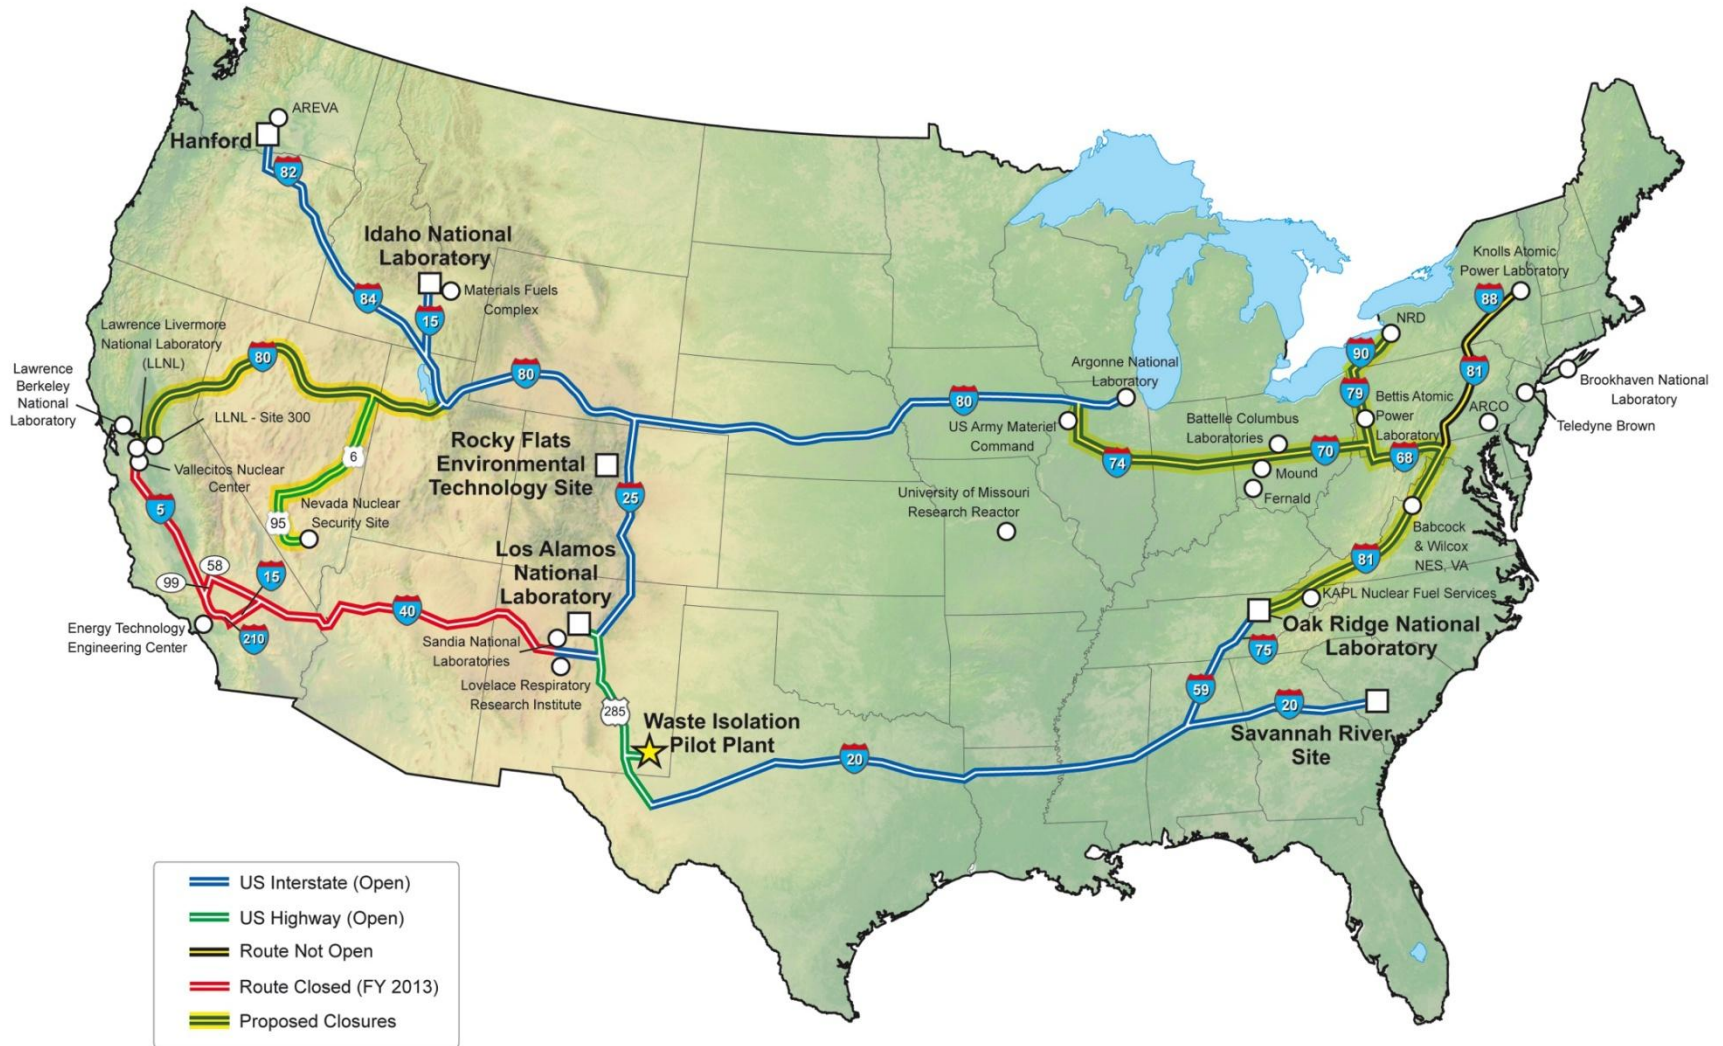 AREVA
Hanford
82
Idaho National
Laboratory
Materials Fuels
Complex
84
15
Lawrence Livermore
National Laboratory
(LLNL)
80
Lawrence
Berkeley
National
Laboratory
LLNL - Site 300
Vallecitos Nuclear
Center
5
6
95
Nevada Nuclear
Security Site
80
Rocky Flats
Environmental
Technology Site
25
Los Alamos
National
Laboratory
58
99
15
210
40
Energy Technology
Engineering Center
Sandia National
Laboratories
Lovelace Respiratory
Research Institute
285
Waste Isolation
Pilot Plant
20
80
Argonne National
Laboratory
US Army Materiel
Command
74
University of Missouri
Research Reactor
Battelle Columbus
Laboratories
Mound
Fernald
70
90
79
NRD
Bettis Atomic
Power
Laboratory
68
Knolls Atomic
Power Laboratory
88
81
ARCO
Brookhaven National
Laboratory
Teledyne Brown
Babcock
& Wilcox
NES, VA
81
KAPL Nuclear Fuel Services
Oak Ridge National
Laboratory
75
59
20
Savannah River
Site
US Interstate (Open)
US Highway (Open)
Route Not Open
Route Closed (FY 2013)
Proposed Closures